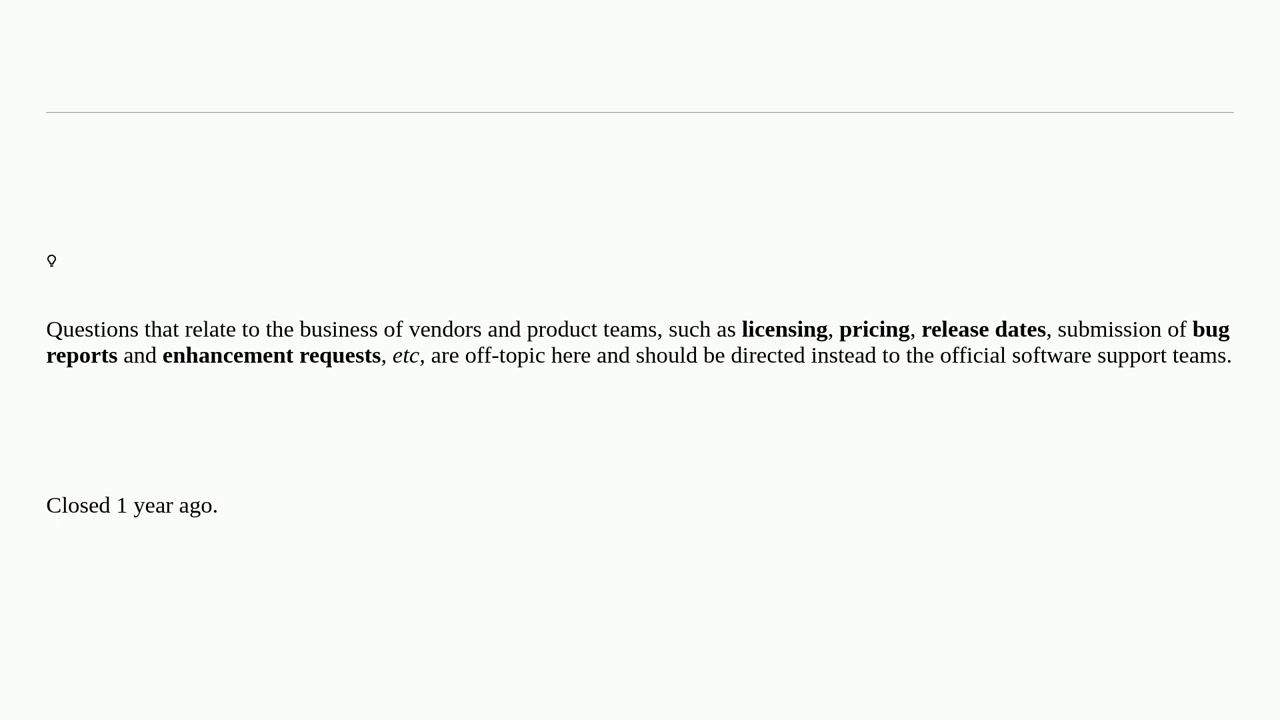 Questions that relate to the business of vendors and product teams, such as licensing, pricing, release dates, submission of bug
reports and enhancement requests, etc, are off-topic here and should be directed instead to the official software support teams.
Closed 1 year ago.